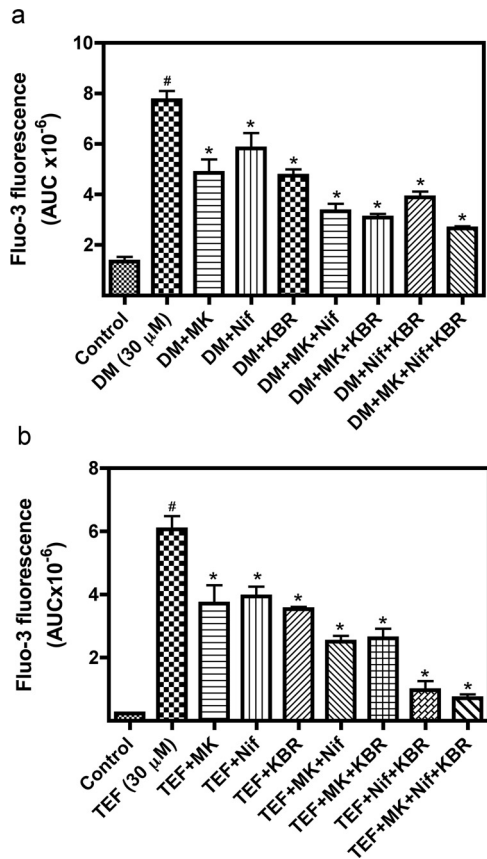 a
Fluo-3 fluorescence
(AUC x10-6)
10
8
6
4
2
#
*
*
*
*
*
*
*
Control
DM (30 μM)
DM+MK
DM+Nif
DM+KBR
DM+MK+Nif
DM+MK+KBR
DM+Nif+KBR
DM+MK+Nif+KBR
b
Fluo-3 fluorescence
(AUCx10-6)
8
6
4
2
#
*
*
*
*
*
*
*
Control
TEF (30 μM)
TEF+MK
TEF+Nif
TEF+KBR
TEF+MK+Nif
TEF+MK+KBR
TEF+Nif+KBR
TEF+MK+Nif+KBR